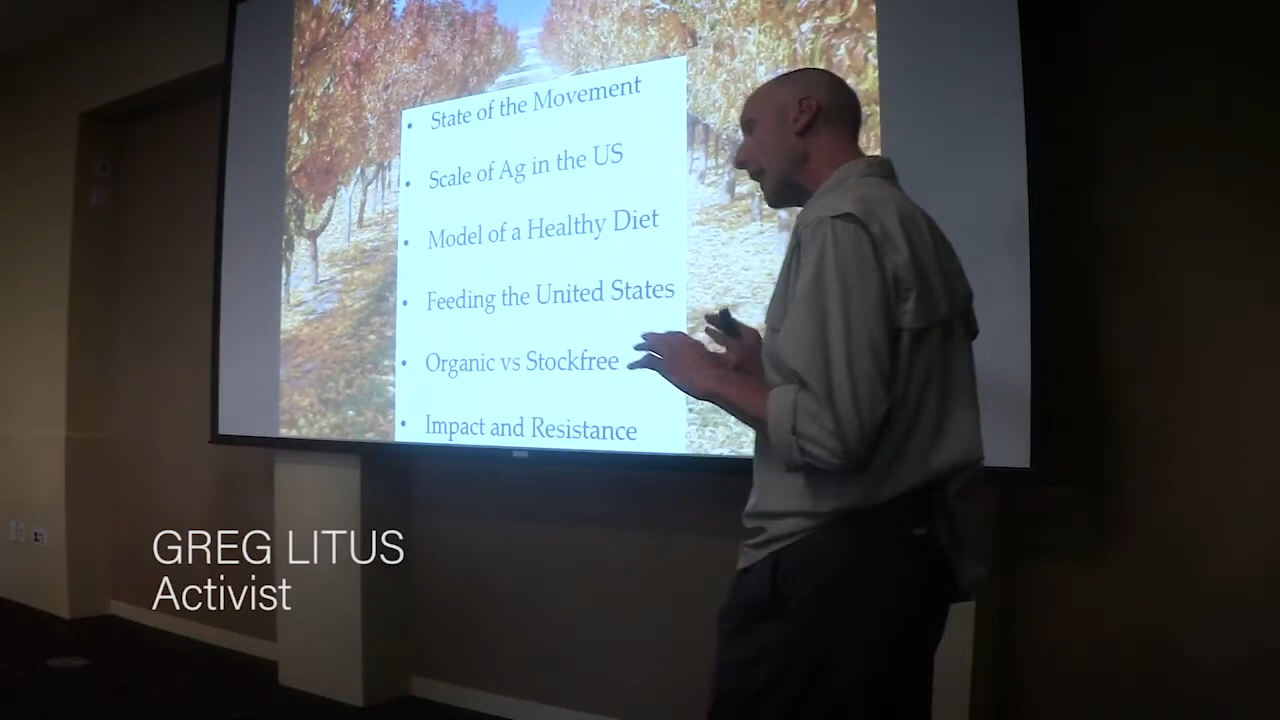 • State of the Movement
• Scale of Ag in the US
• Model of a Healthy Diet
• Feeding the United States
• Organic vs Stockfree
• Impact and Resistance
GREG LITUS
Activist